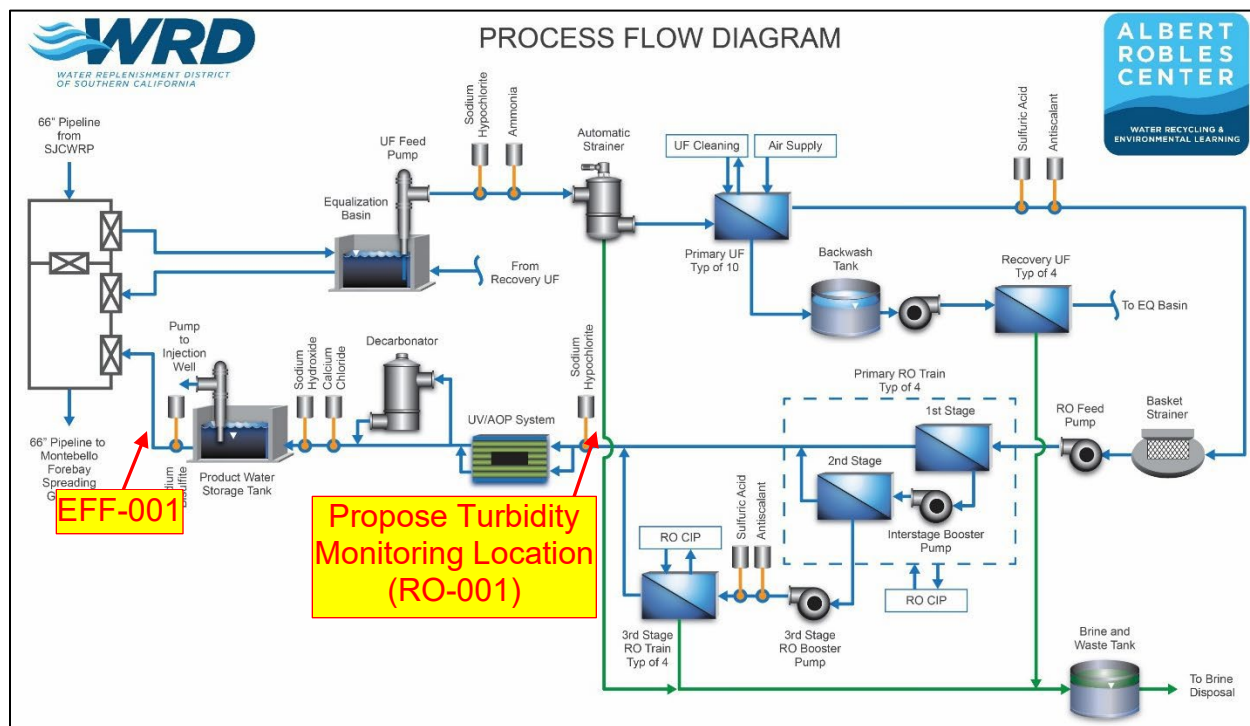 WRD
WATER REPLENISHMENT DISTRICT
OF SOUTHERN CALIFORNIA
PROCESS FLOW DIAGRAM
ALBERT
ROBLES
CENTER
WATER RECYCLING &
ENVIRONMENTAL LEARNING
66" Pipeline
from
SJCWRP
UF Feed
Pump
Equalization
Basin
Sodium
Hypochlorite
Ammonia
Automatic
Strainer
UF Cleaning
Air Supply
Sulfuric Acid
Antiscalant
From
Recovery UF
Primary UF
Typ of 10
Backwash
Tank
Recovery UF
Typ of 4
To EQ Basin
Pump
to
Injection
Well
Sodium
Hydroxide
Calcium
Chloride
Decarbonator
UV/AOP System
Sodium
Hypochlorite
Primary RO Train
Typ of 4
1st Stage
2nd Stage
Interstage Booster
Pump
RO Feed
Pump
Basket
Strainer
66" Pipeline to
Montebello
Forebay
Spreading
Product Water
Storage Tank
EFF-001
Propose Turbidity
Monitoring Location
(RO-001)
RO CIP
Sulfuric Acid
Antiscalant
RO CIP
3rd Stage
RO Train
Typ of 4
3rd Stage
RO Booster
Pump
Brine and
Waste Tank
To Brine
Disposal